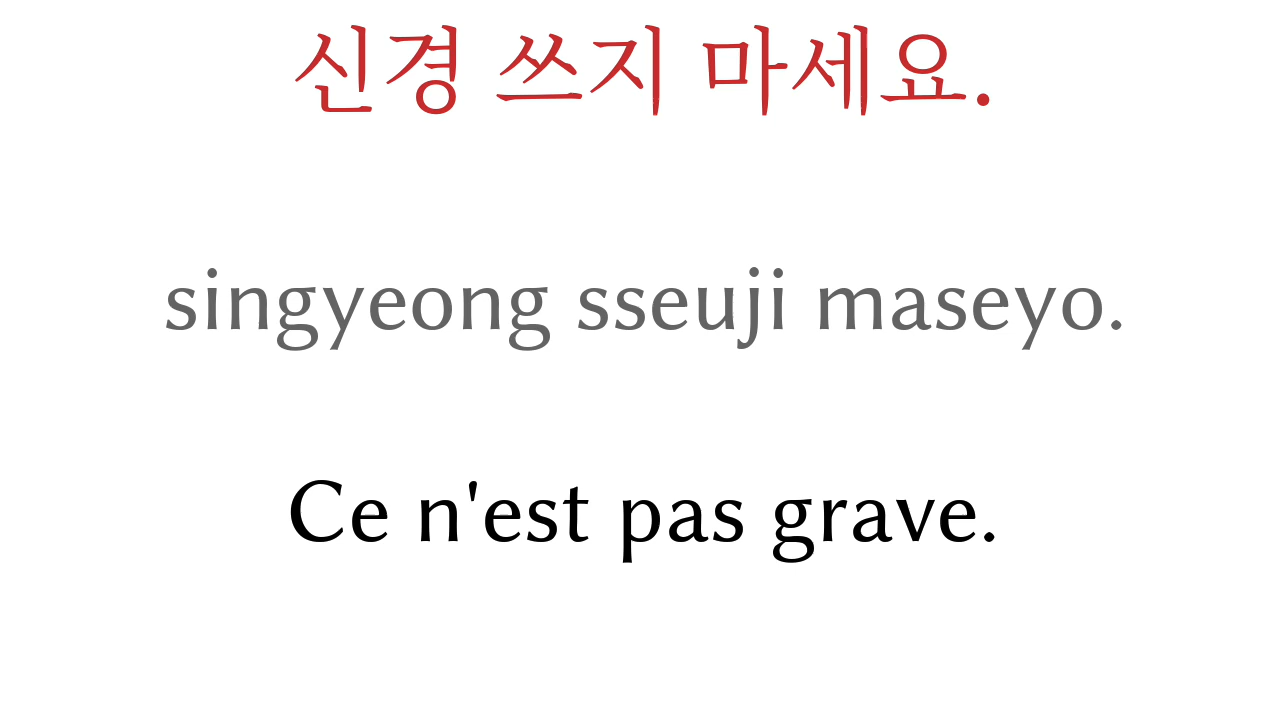 신경 쓰지 마세요.
singyeong sseuji maseyo.
Ce n'est pas grave.